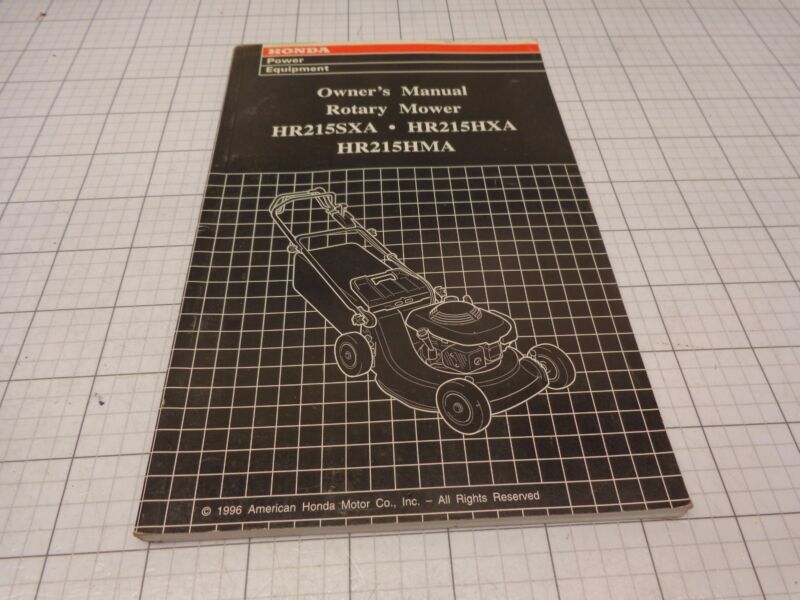 HONDA
Power
Equipment
Owner's Manual
Rotary Mower
HR215SXA • HR215HXA
HR215HMA
© 1996 American Honda Motor Co., Inc. – All Rights Reserved